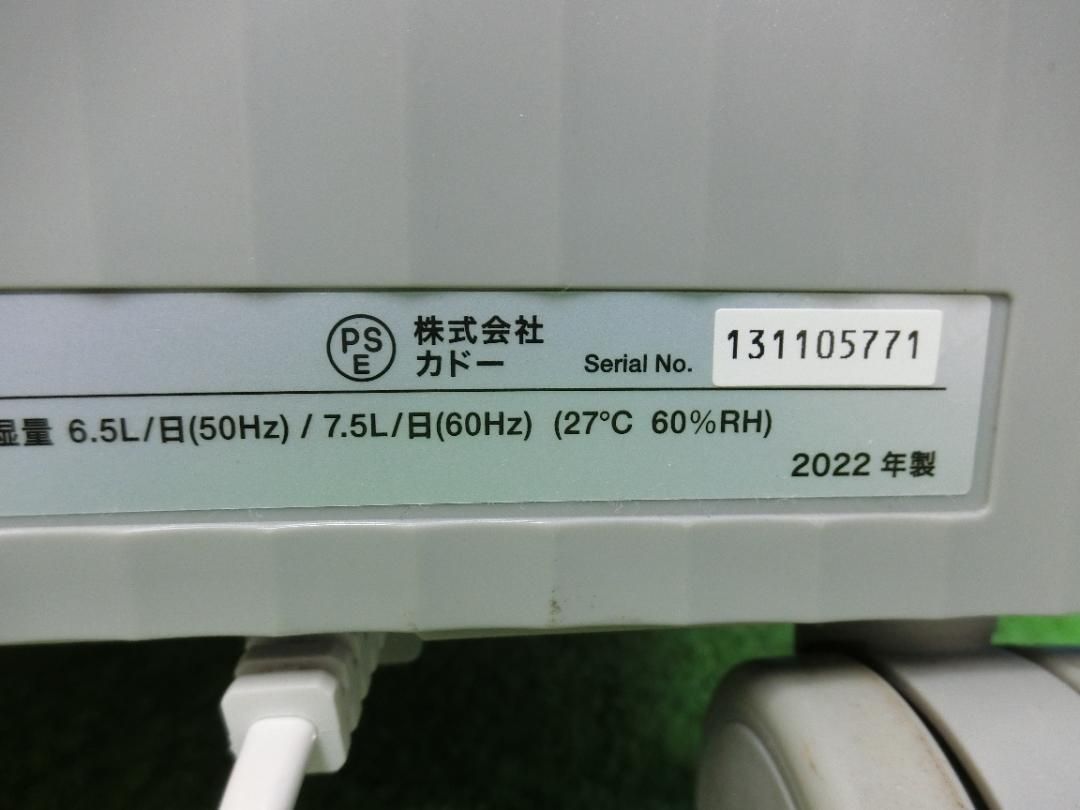 PSE
株式会社
カドー
Serial No. 131105771
湿量 6.5L/日(50Hz) / 7.5L/日(60Hz) (27℃ 60%RH)
2022 年製